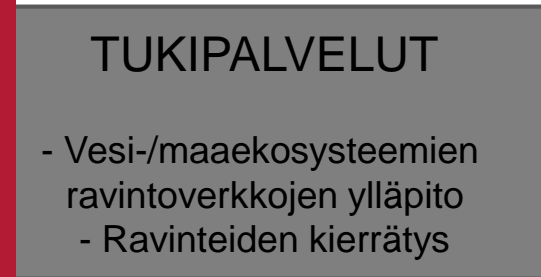 TUKIPALVELUT
- Vesi-/maaekosysteemien
ravintoverkkojen ylläpito
- Ravinteiden kierrätys